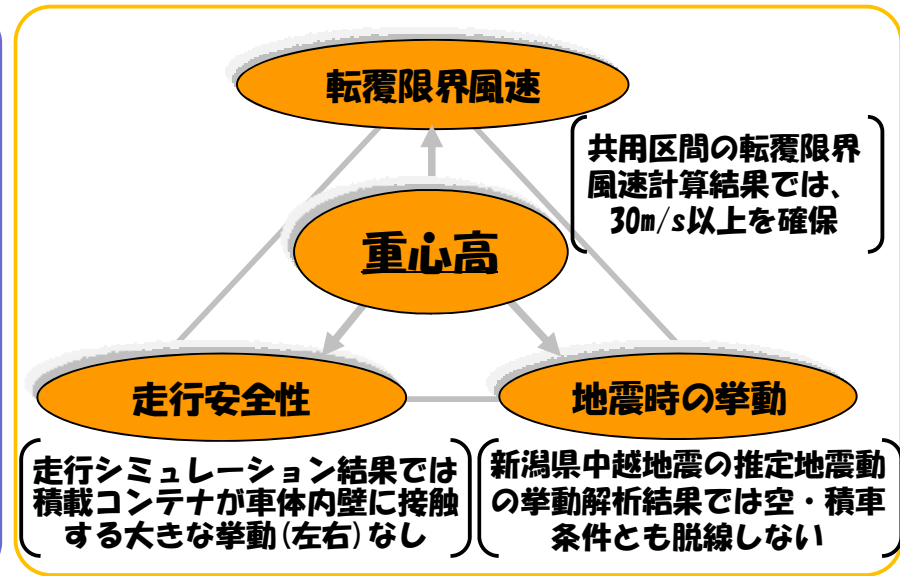 転覆限界風速
共用区間の転覆限界
風速計算結果では、
30m/s以上を確保
重心高
走行安全性
地震時の挙動
走行シミュレーション結果では
積載コンテナが車体内壁に接触
する大きな挙動(左右)なし
新潟県中越地震の推定地震動
の挙動解析結果では空・積車
条件とも脱線しない